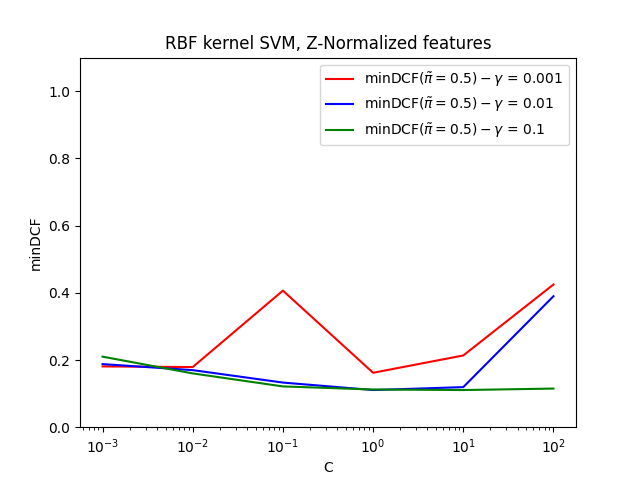 RBF kernel SVM, Z-Normalized features
minDCF(π̃ = 0.5) − γ = 0.001
minDCF(π̃ = 0.5) − γ = 0.01
minDCF(π̃ = 0.5) − γ = 0.1
1.0
0.8
0.6
0.4
0.2
0.0
minDCF
10⁻³ 10⁻² 10⁻¹ 10⁰ 10¹ 10²
C